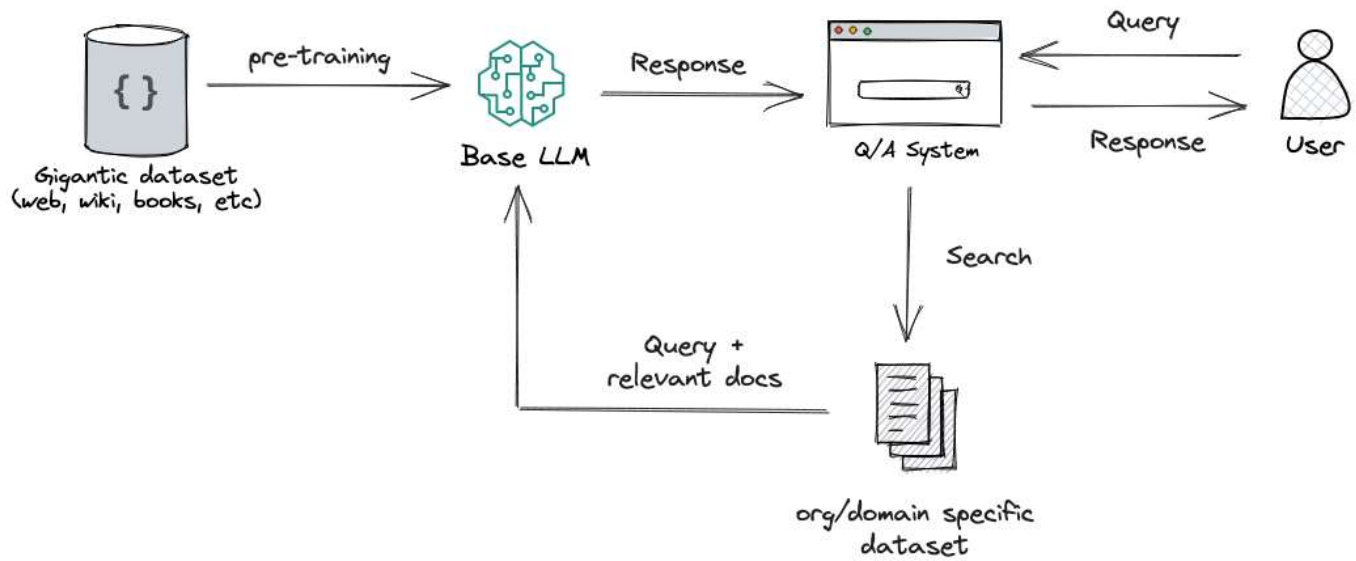 { }
pre-training
Response
Query
Response
Gigantic dataset
(web, wiki, books, etc)
Base LLM
Q/A System
User
Search
Query +
relevant docs
org/domain specific
dataset